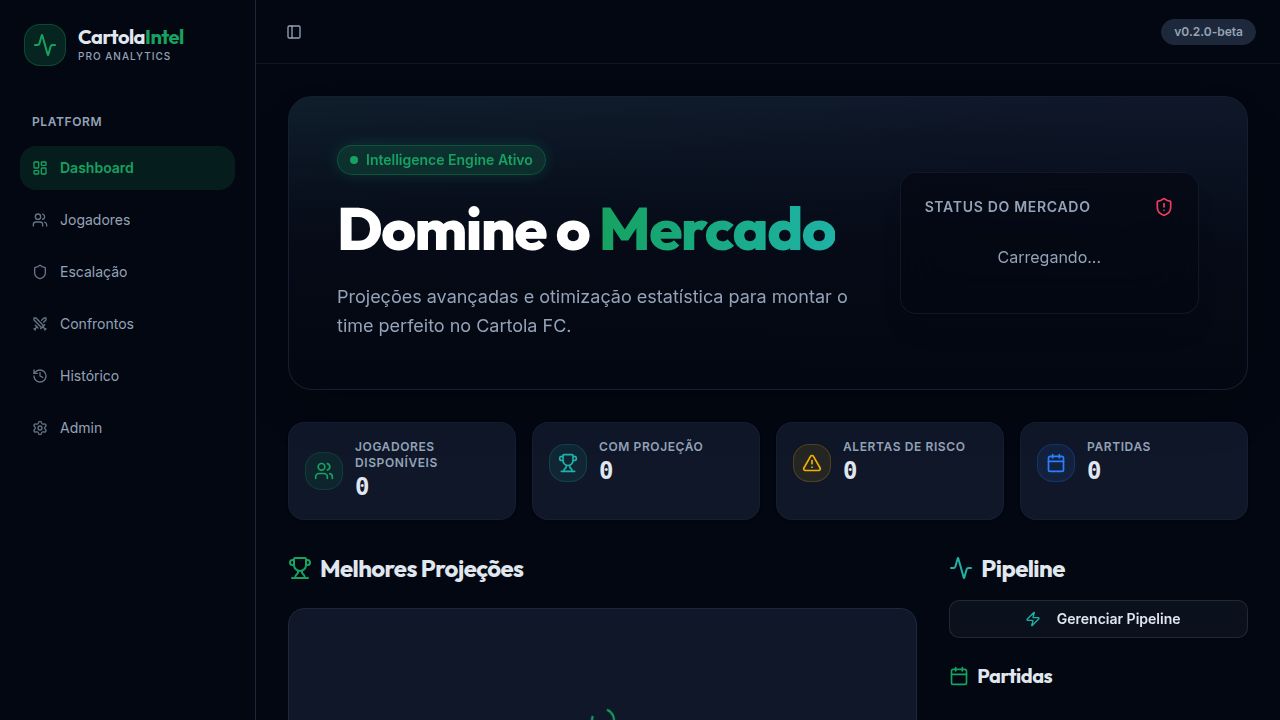 CartolaIntel
PRO ANALYTICS
PLATFORM
Dashboard
Jogadores
Escalação
Confrontos
Histórico
Admin
v0.2.0-beta
Intelligence Engine Ativo
Domine o Mercado
Projeções avançadas e otimização estatística para montar o
time perfeito no Cartola FC.
STATUS DO MERCADO
Carregando...
JOGADORES
DISPONÍVEIS
0
COM PROJEÇÃO
0
ALERTAS DE RISCO
0
PARTIDAS
0
Melhores Projeções
Pipeline
Gerenciar Pipeline
Partidas